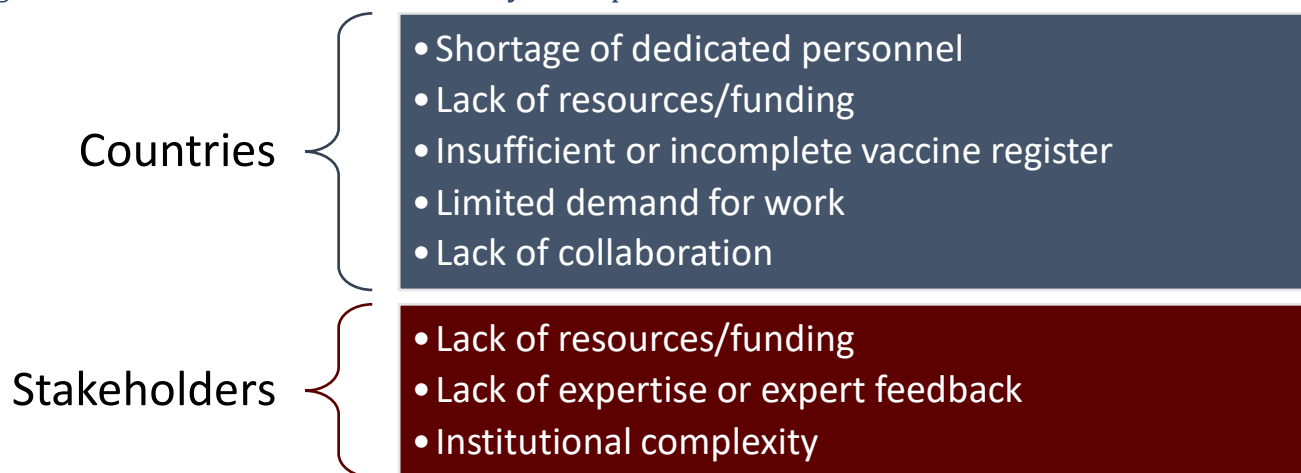 Countries
• Shortage of dedicated personnel
• Lack of resources/funding
• Insufficient or incomplete vaccine register
• Limited demand for work
• Lack of collaboration
Stakeholders
• Lack of resources/funding
• Lack of expertise or expert feedback
• Institutional complexity